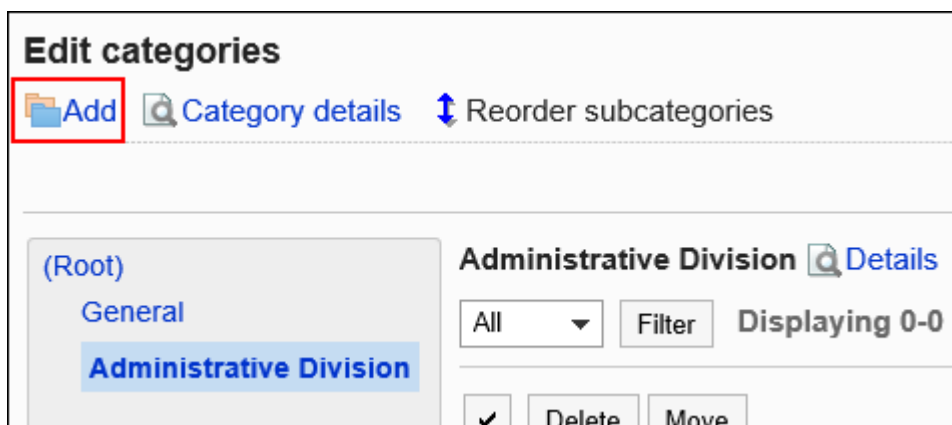 Edit categories
Add Category details Reorder subcategories
(Root)
General
Administrative Division
Administrative Division Details
All Filter Displaying 0-0
Delete Move